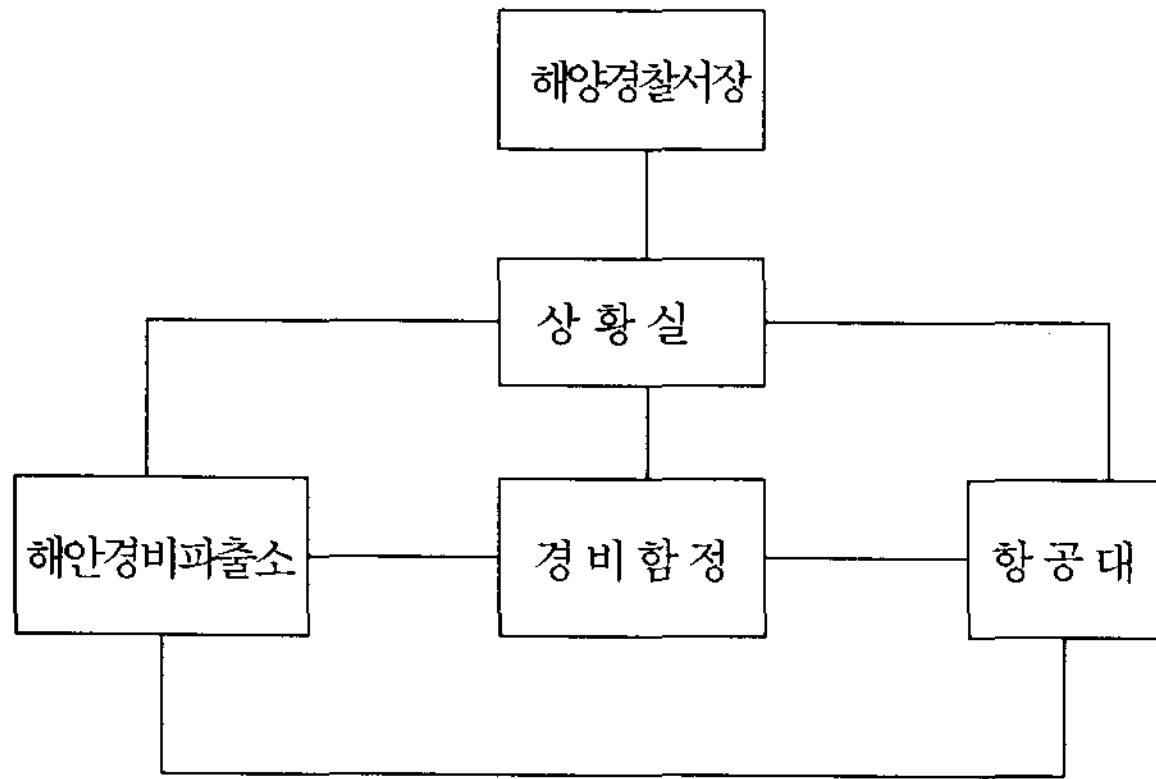 해양경찰서장
상 황 실
해안경비파출소
경 비 함 정
항 공 대